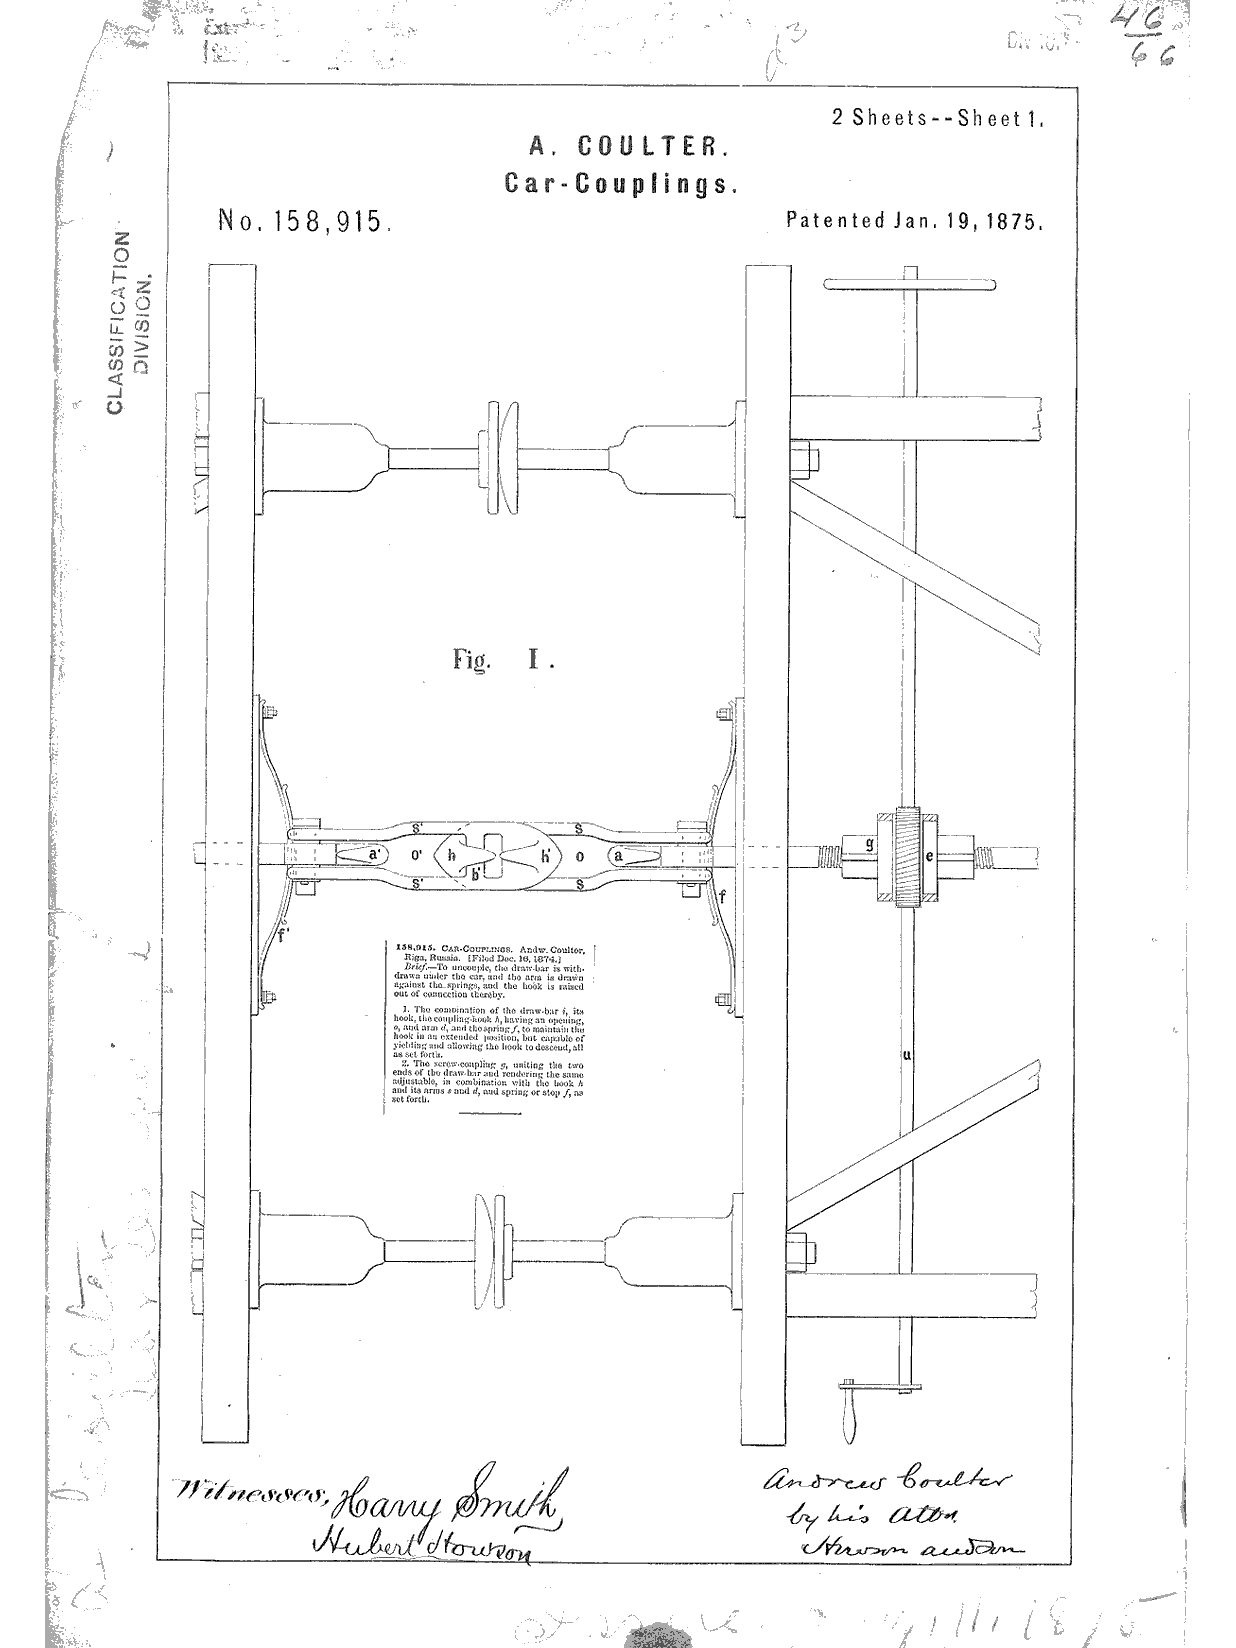 46
66
2 Sheets--Sheet 1.
A. COULTER.
Car-Couplings.
No. 158,915.
Patented Jan. 19, 1875.
CLASSIFICATION
DIVISION.
Fig. I.
s' s
a' o' h h' o a
b'
s' s
g e
f' f
u
158,915. CAR-COUPLINGS. Andw. Coulter,
Riga, Russia. [Filed Dec. 16, 1874.]
Brief.—To uncouple, the draw-bar is with-
drawn under the car, and the arm is drawn
against the springs, and the hook is raised
out of connection thereby.
1. The combination of the draw-bar i, its
hook, the coupling-hook h, having an opening,
o, and arm d, and the spring f, to maintain the
hook in an extended position, but capable of
yielding and allowing the hook to descend, all
as set forth.
2. The screw-coupling g, uniting the two
ends of the draw-bar and rendering the same
adjustable, in combination with the hook h
and its arms s and d, and spring or stop f, as
set forth.
Witnesses, Harry Smith
Hubert Howson
Andrew Coulter
by his Attn.
Howson and Son